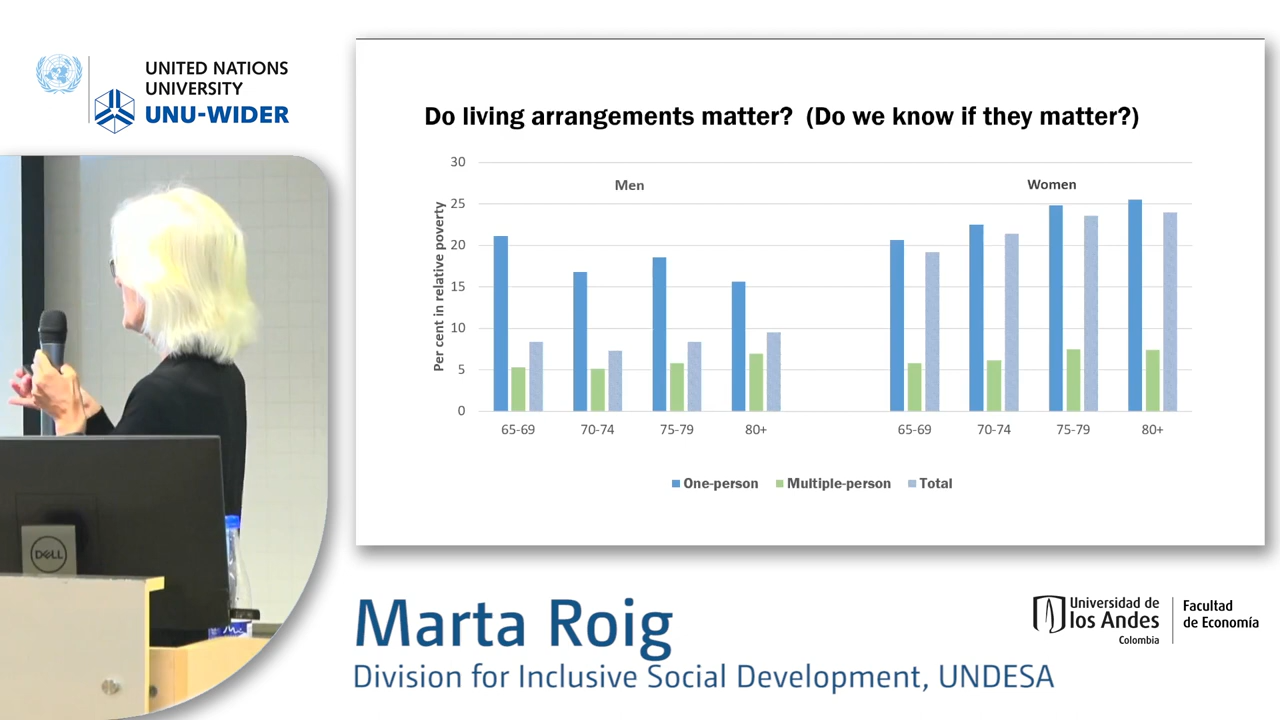 UNITED NATIONS
UNIVERSITY
UNU-WIDER
Do living arrangements matter? (Do we know if they matter?)
Per cent in relative poverty
30
25
20
15
10
5
0
Men
Women
65-69 70-74 75-79 80+ 65-69 70-74 75-79 80+
One-person Multiple-person Total
DELL
Marta Roig
Division for Inclusive Social Development, UNDESA
Universidad de
los Andes
Colombia
Facultad
de Economía